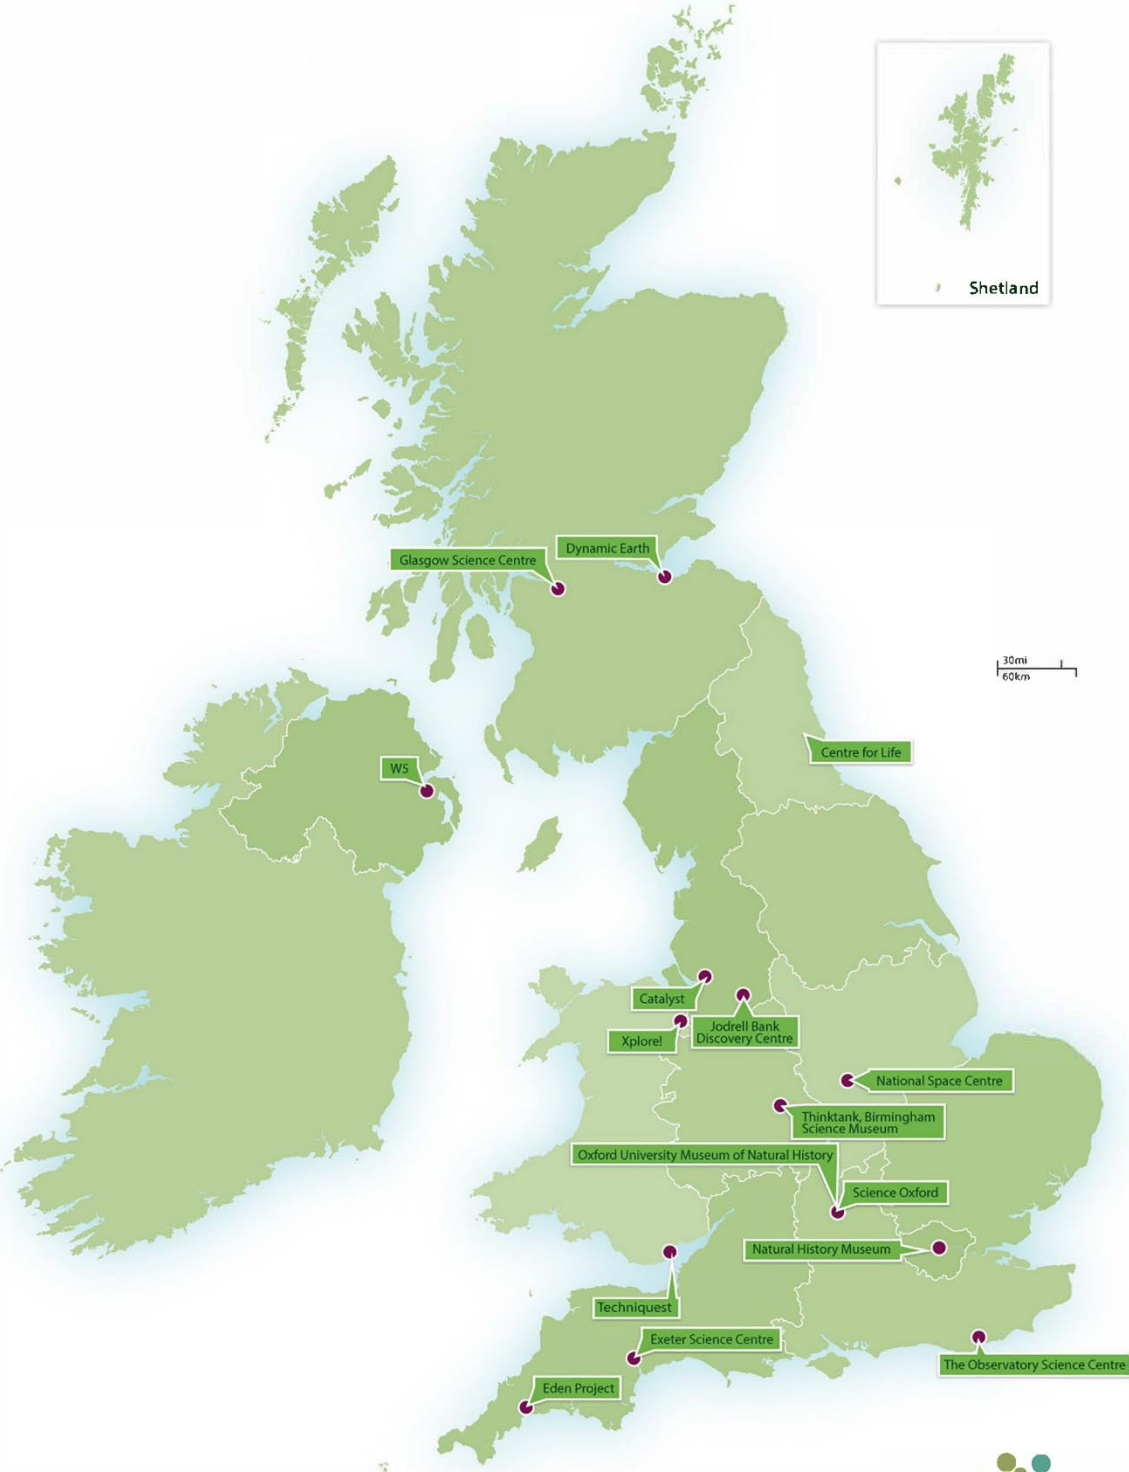 Shetland
Dynamic Earth
Glasgow Science Centre
30mi
60km
Centre for Life
W5
Catalyst
Jodrell Bank
Discovery Centre
Xplore!
National Space Centre
Thinktank, Birmingham
Science Museum
Oxford University Museum of Natural History
Science Oxford
Natural History Museum
Techniquest
Exeter Science Centre
The Observatory Science Centre
Eden Project